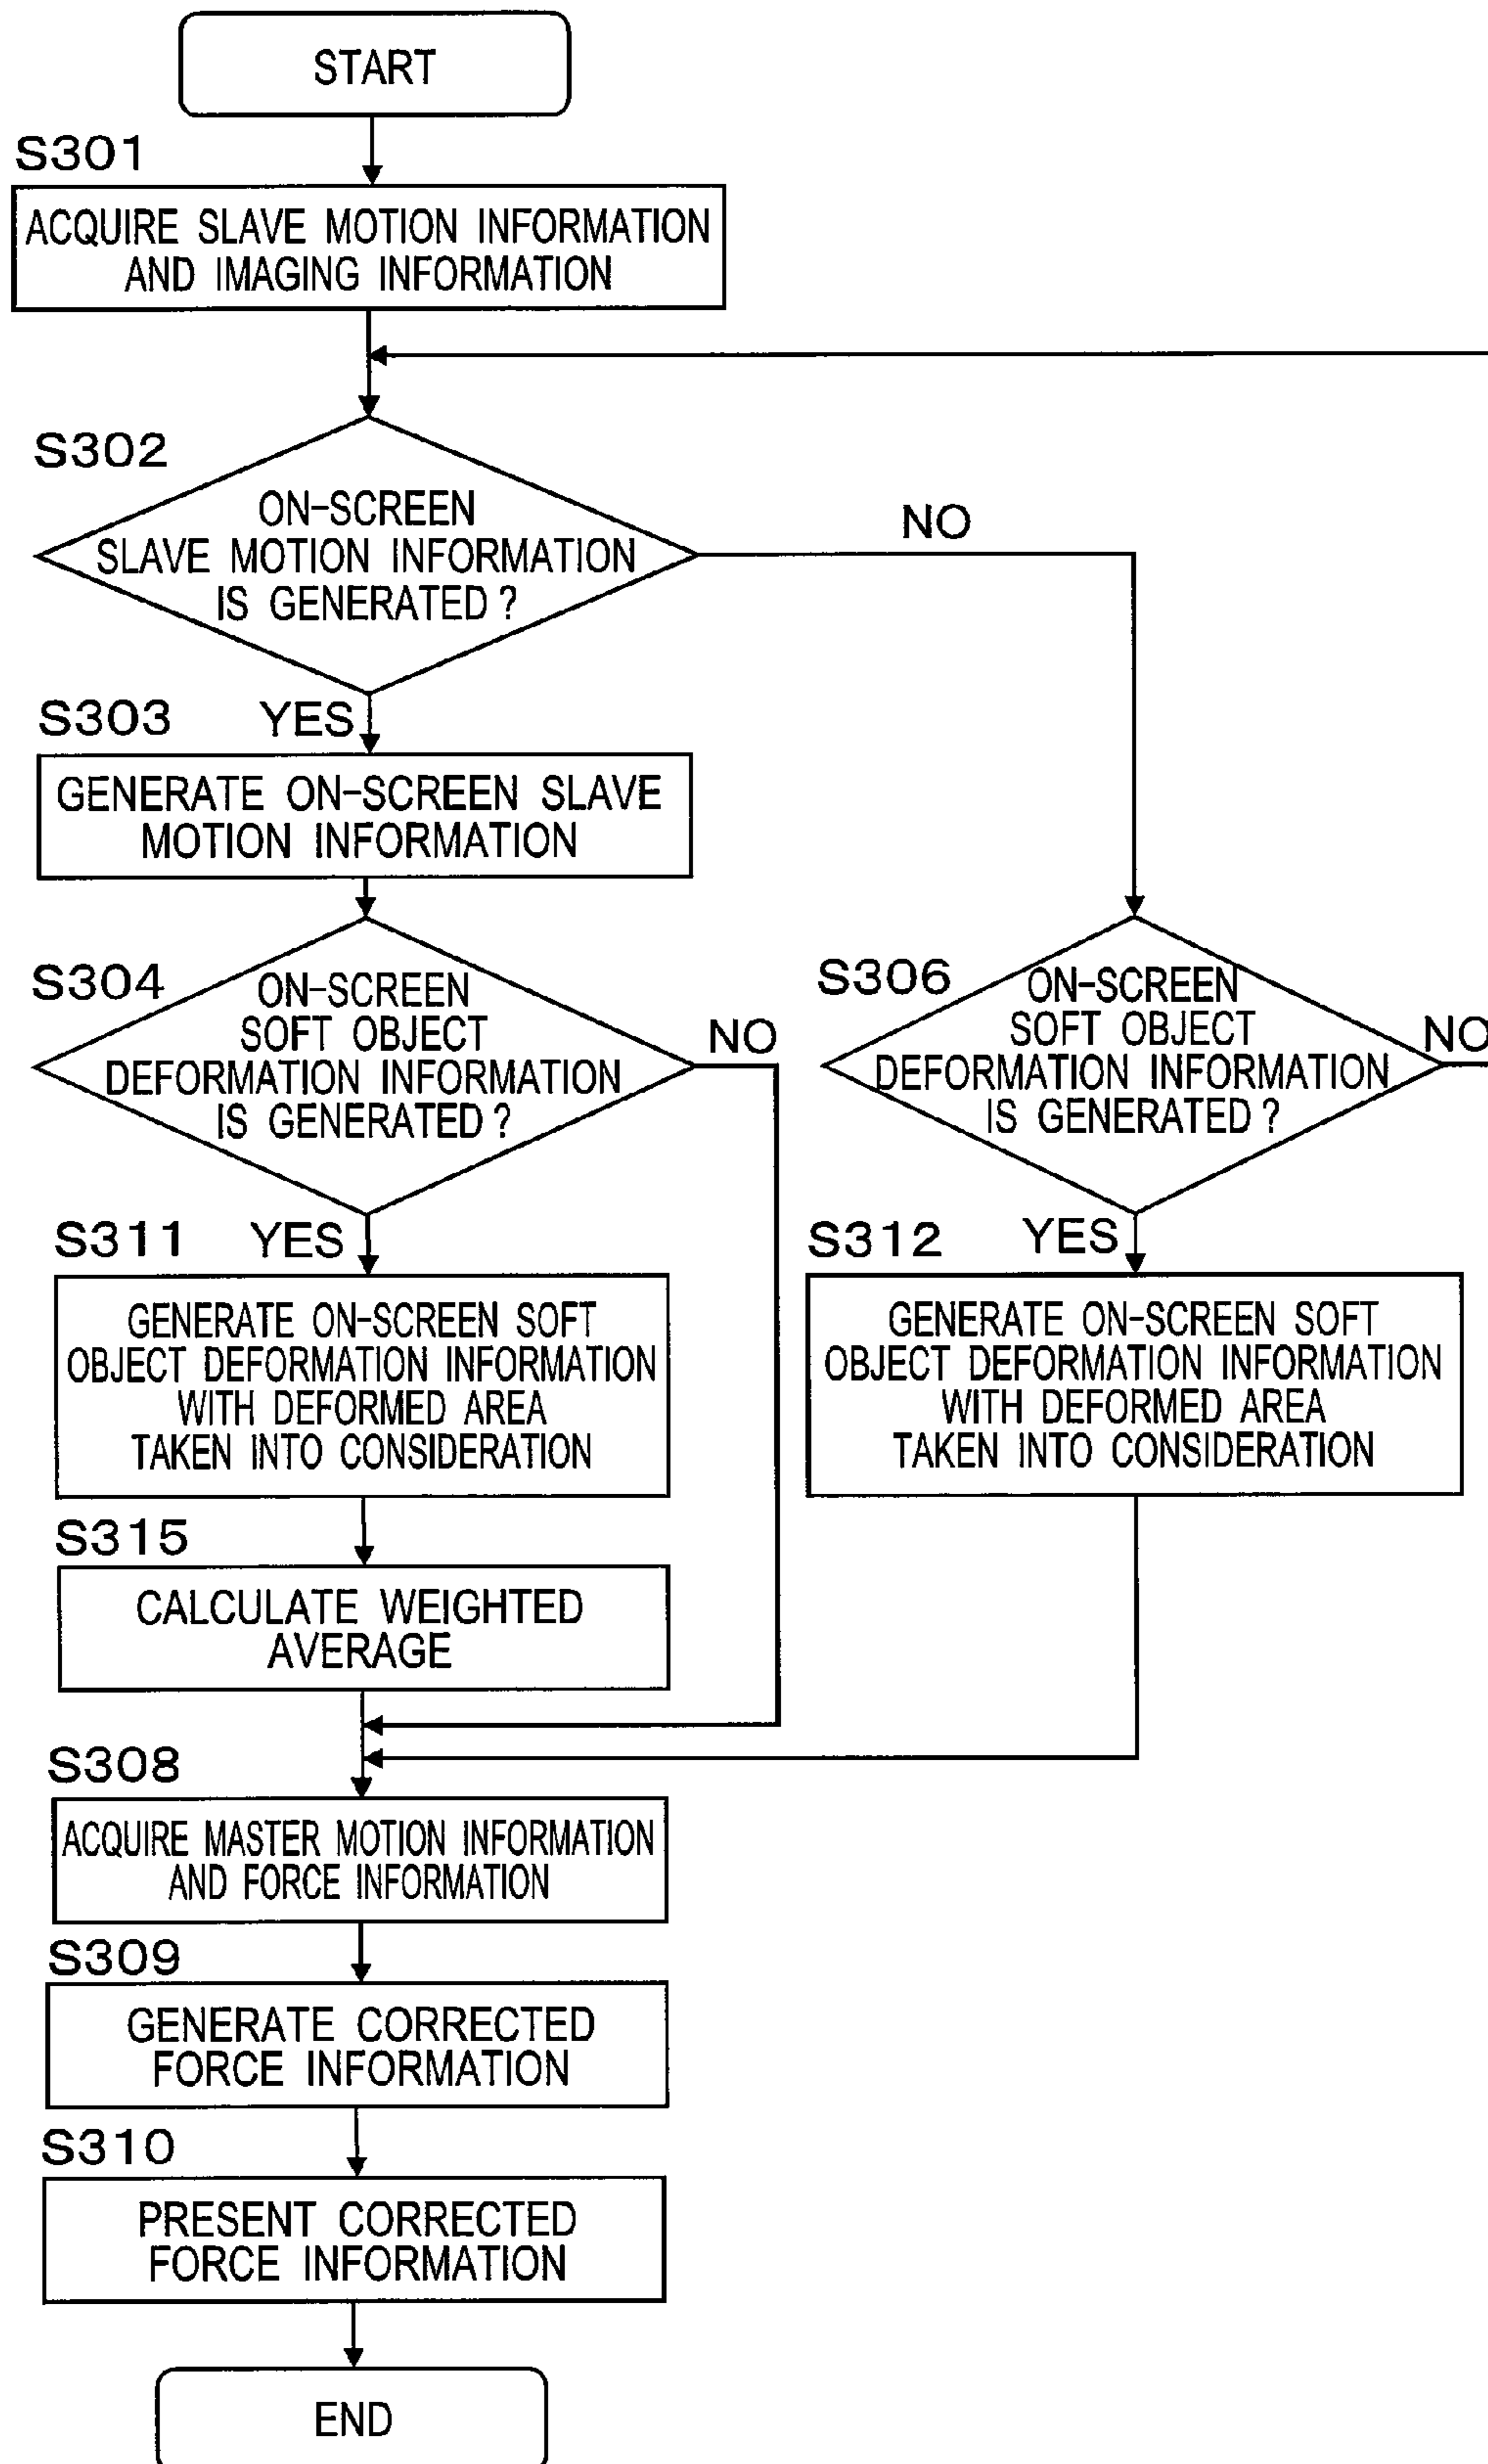 START
S301
ACQUIRE SLAVE MOTION INFORMATION
AND IMAGING INFORMATION
S302
ON-SCREEN
SLAVE MOTION INFORMATION
IS GENERATED ?
NO
YES
S303
GENERATE ON-SCREEN SLAVE
MOTION INFORMATION
S304
ON-SCREEN
SOFT OBJECT
DEFORMATION INFORMATION
IS GENERATED ?
NO
YES
S306
ON-SCREEN
SOFT OBJECT
DEFORMATION INFORMATION
IS GENERATED ?
NO
YES
S311
GENERATE ON-SCREEN SOFT
OBJECT DEFORMATION INFORMATION
WITH DEFORMED AREA
TAKEN INTO CONSIDERATION
S312
GENERATE ON-SCREEN SOFT
OBJECT DEFORMATION INFORMATION
WITH DEFORMED AREA
TAKEN INTO CONSIDERATION
S315
CALCULATE WEIGHTED
AVERAGE
S308
ACQUIRE MASTER MOTION INFORMATION
AND FORCE INFORMATION
S309
GENERATE CORRECTED
FORCE INFORMATION
S310
PRESENT CORRECTED
FORCE INFORMATION
END